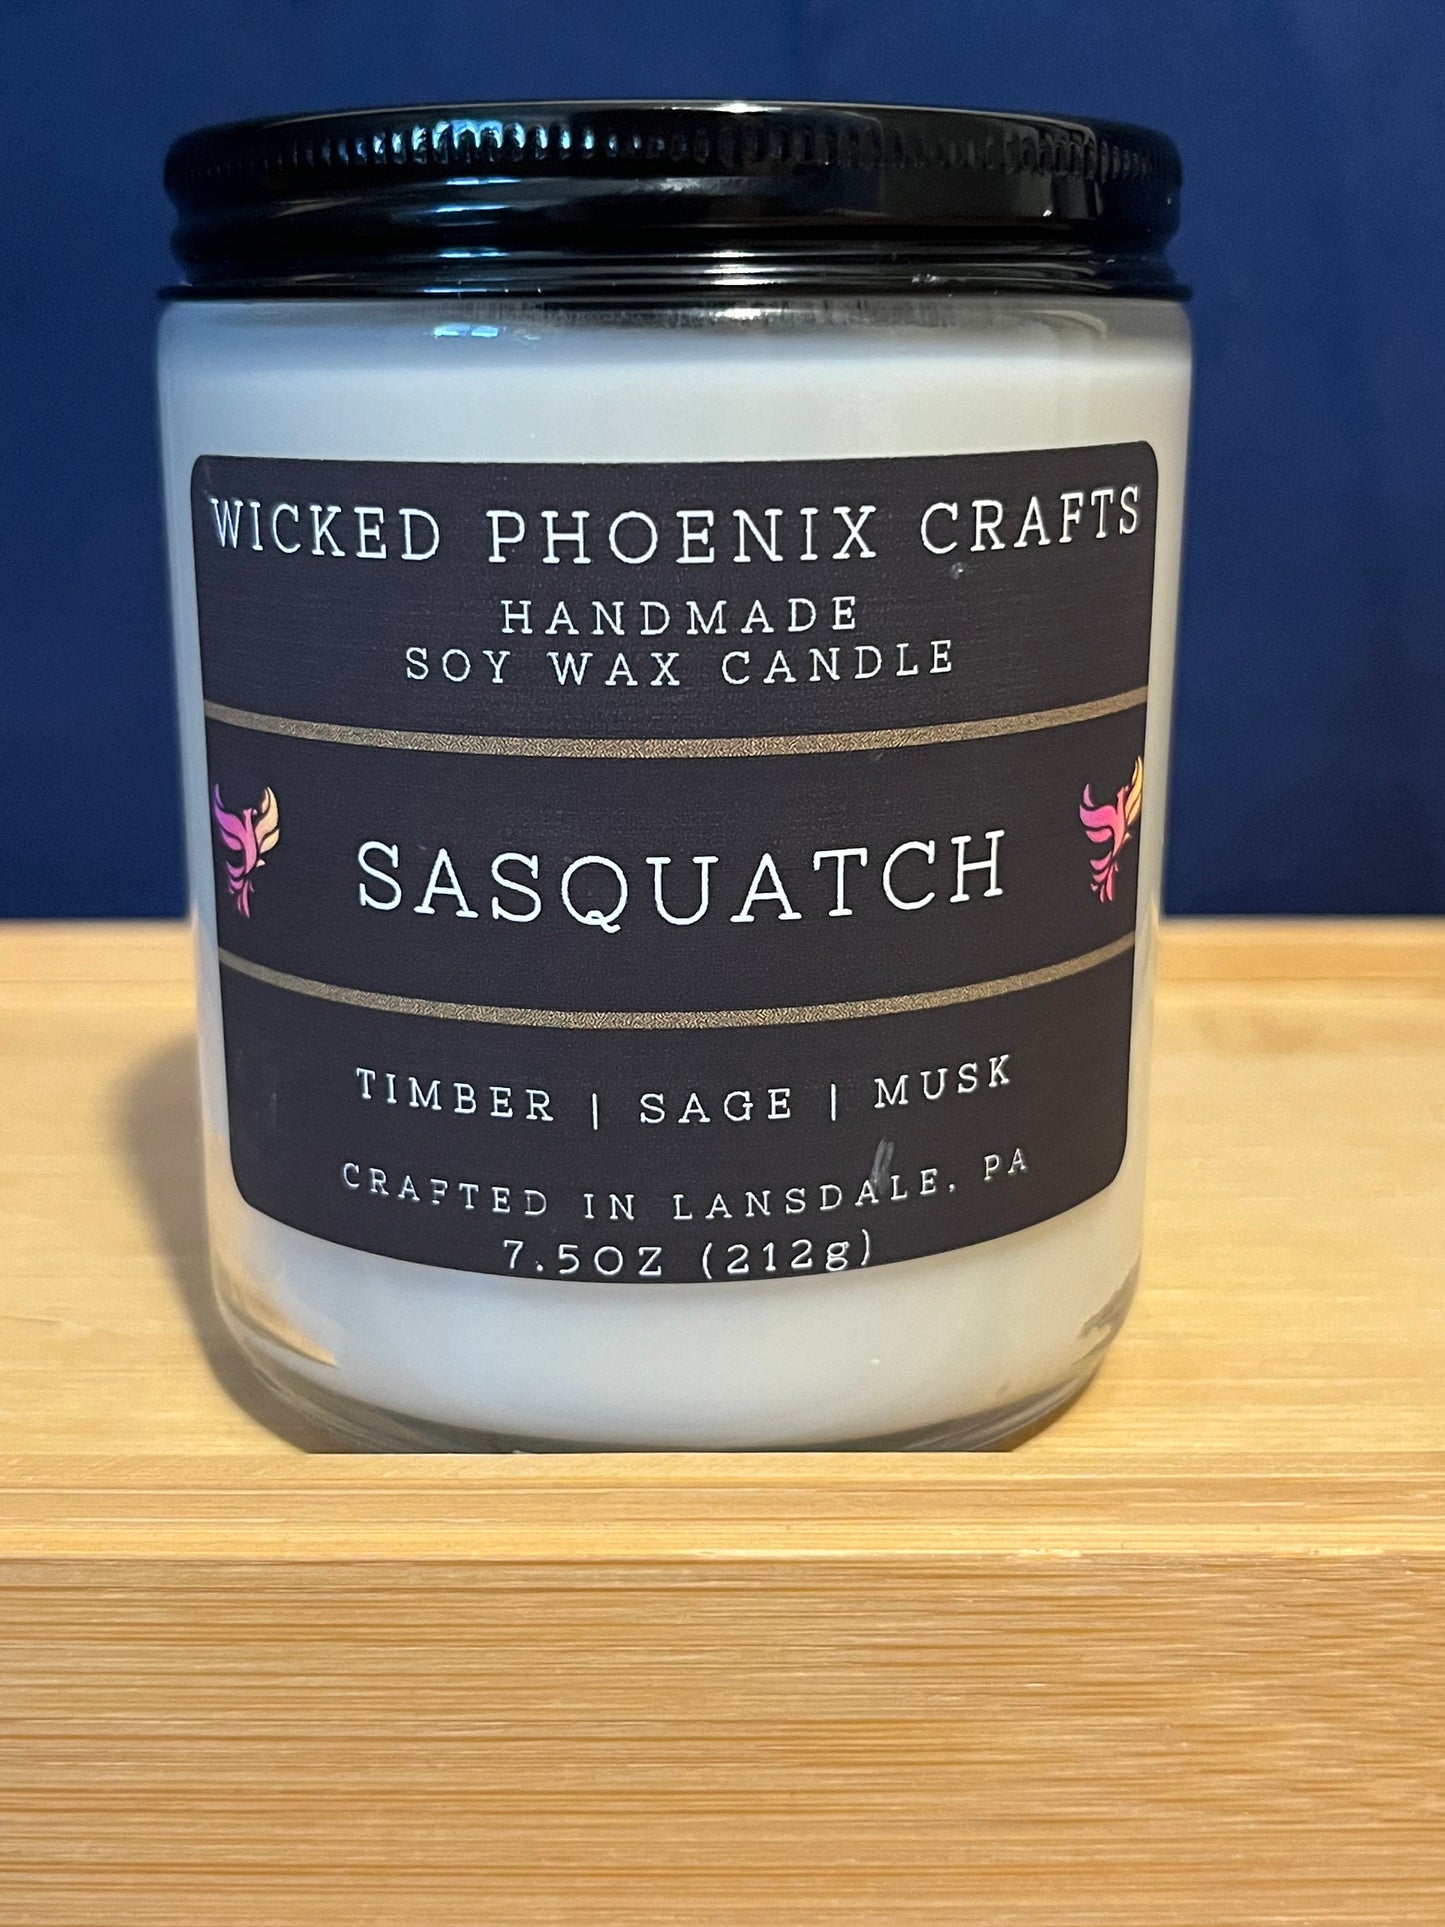 WICKED PHOENIX CRAFTS
HANDMADE
SOY WAX CANDLE
SASQUATCH
TIMBER | SAGE | MUSK
CRAFTED IN LANSDALE, PA
7.5OZ (212g)